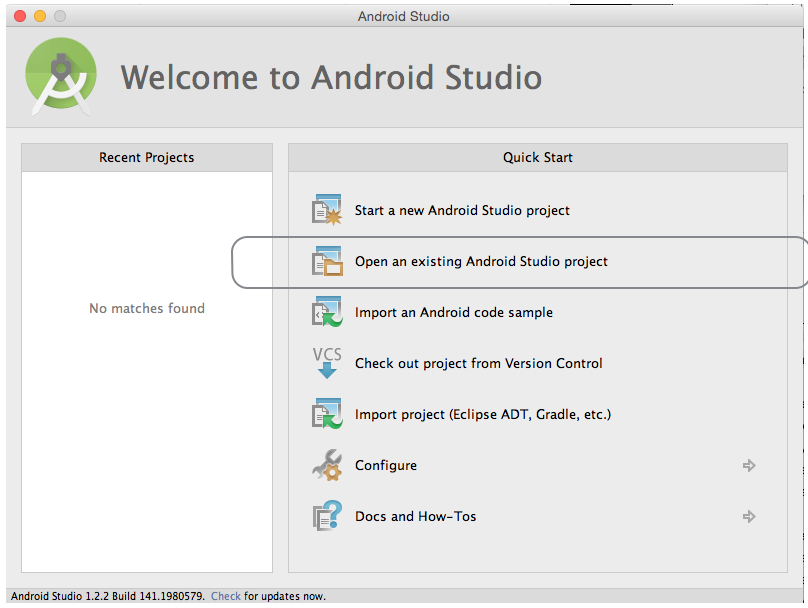 Android Studio
Welcome to Android Studio
Recent Projects
No matches found
Quick Start
Start a new Android Studio project
Open an existing Android Studio project
Import an Android code sample
VCS
Check out project from Version Control
Import project (Eclipse ADT, Gradle, etc.)
Configure
Docs and How-Tos
Android Studio 1.2.2 Build 141.1980579. Check for updates now.